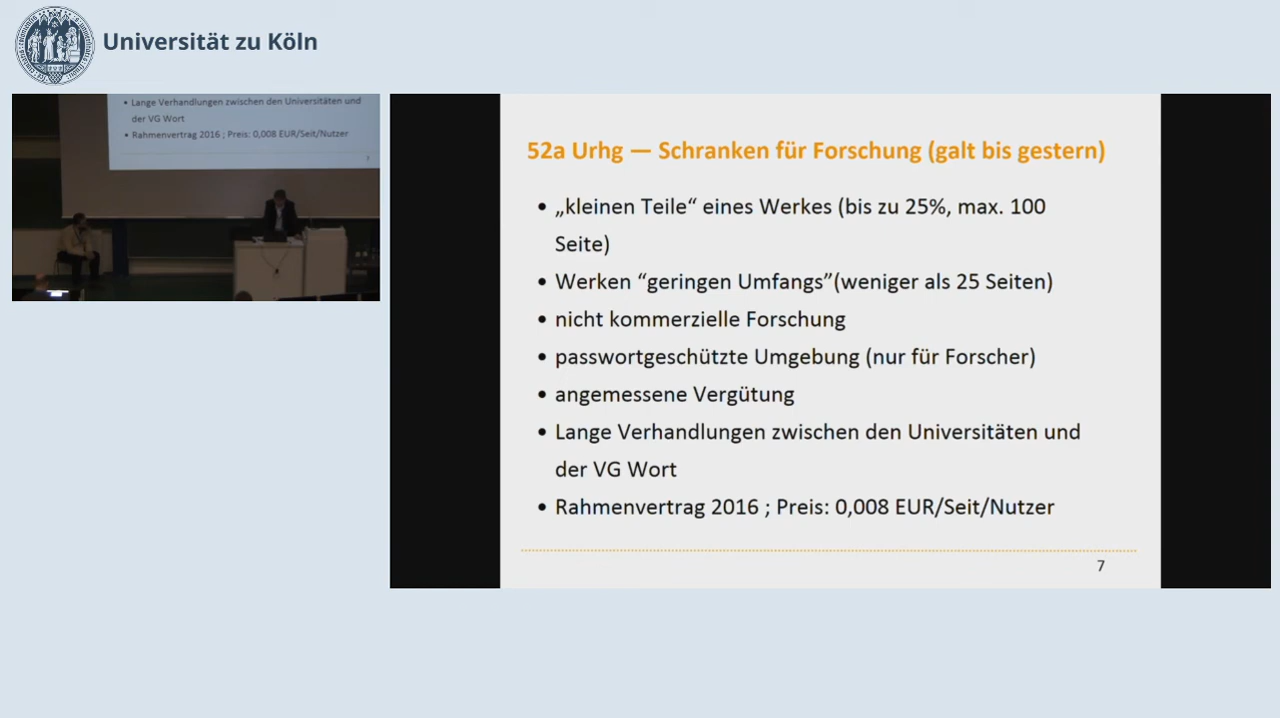 Universität zu Köln
• Lange Verhandlungen zwischen den Universitäten und
der VG Wort
• Rahmenvertrag 2016 ; Preis: 0,008 EUR/Seit/Nutzer
7
52a Urhg — Schranken für Forschung (galt bis gestern)
• „kleinen Teile“ eines Werkes (bis zu 25%, max. 100
Seite)
• Werken “geringen Umfangs”(weniger als 25 Seiten)
• nicht kommerzielle Forschung
• passwortgeschützte Umgebung (nur für Forscher)
• angemessene Vergütung
• Lange Verhandlungen zwischen den Universitäten und
der VG Wort
• Rahmenvertrag 2016 ; Preis: 0,008 EUR/Seit/Nutzer
7